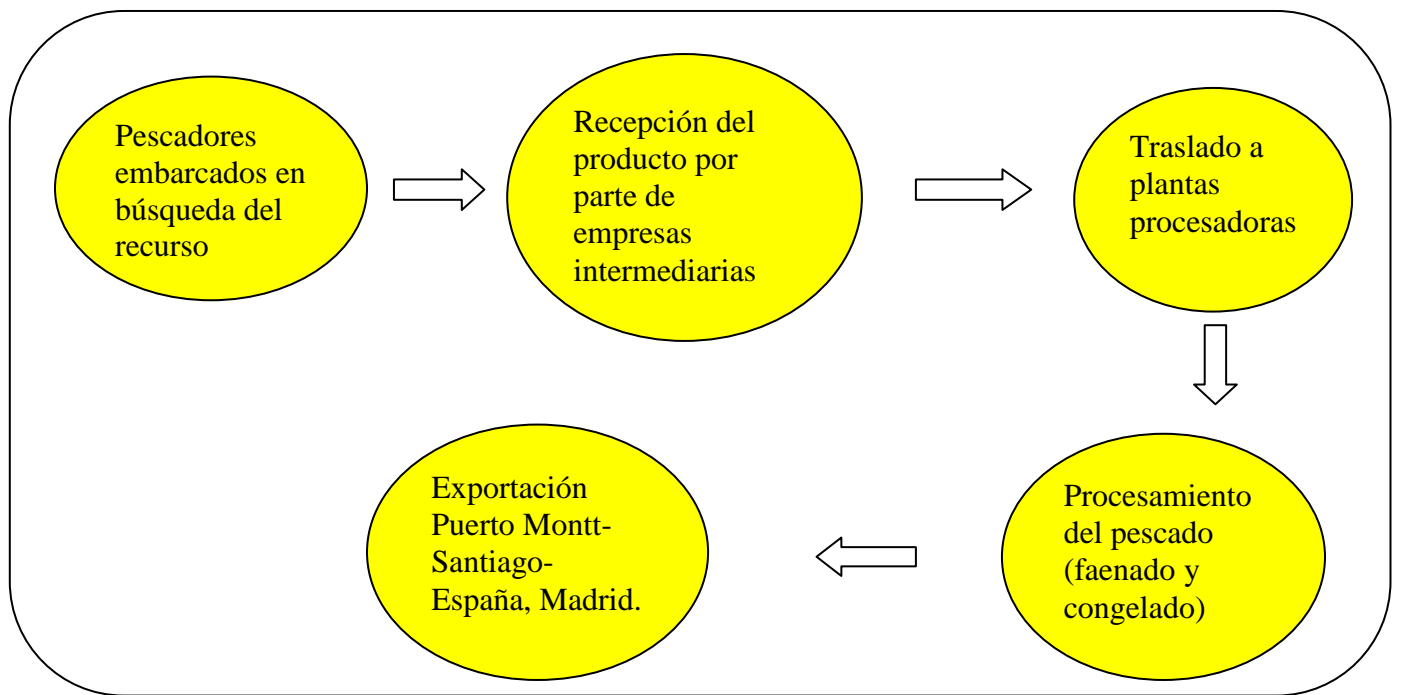 Pescadores
embarcados en
búsqueda del
recurso
Recepción del
producto por
parte de
empresas
intermediarias
Traslado a
plantas
procesadoras
Procesamiento
del pescado
(faenado y
congelado)
Exportación
Puerto Montt-
Santiago-
España, Madrid.